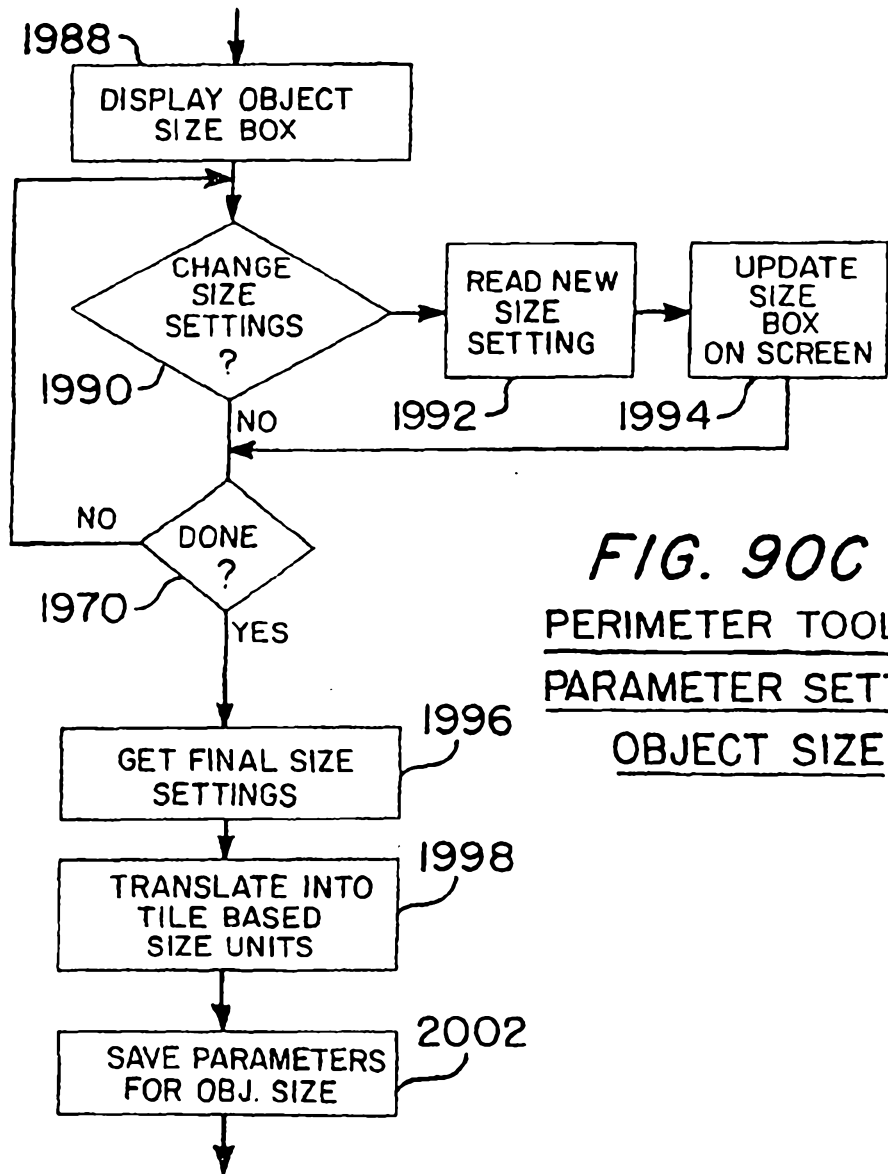 1988
DISPLAY OBJECT
SIZE BOX
CHANGE
SIZE
SETTINGS
?
1990
READ NEW
SIZE
SETTING
1992
UPDATE
SIZE
BOX
ON SCREEN
1994
NO
NO
DONE
?
1970
YES
FIG. 90C
PERIMETER TOOL
PARAMETER SETT
OBJECT SIZE
GET FINAL SIZE
SETTINGS
1996
TRANSLATE INTO
TILE BASED
SIZE UNITS
1998
SAVE PARAMETERS
FOR OBJ. SIZE
2002